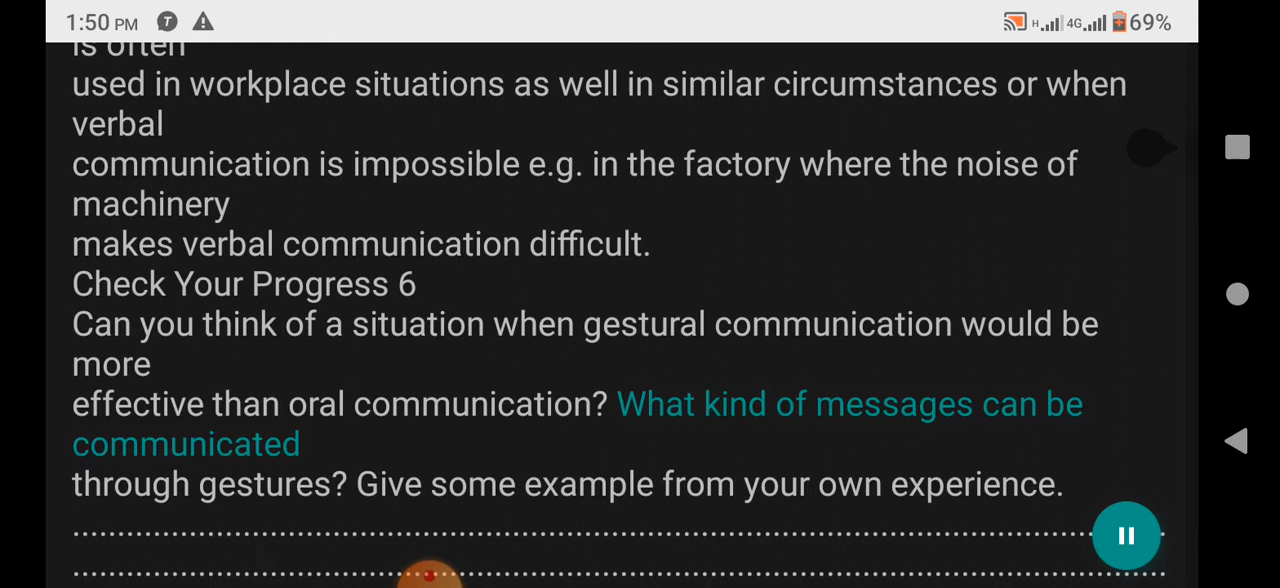 1:50 PM
H 4G 69%
is often
used in workplace situations as well in similar circumstances or when
verbal
communication is impossible e.g. in the factory where the noise of
machinery
makes verbal communication difficult.
Check Your Progress 6
Can you think of a situation when gestural communication would be
more
effective than oral communication? What kind of messages can be
communicated
through gestures? Give some example from your own experience.
....................................................................................................................
....................................................................................................................